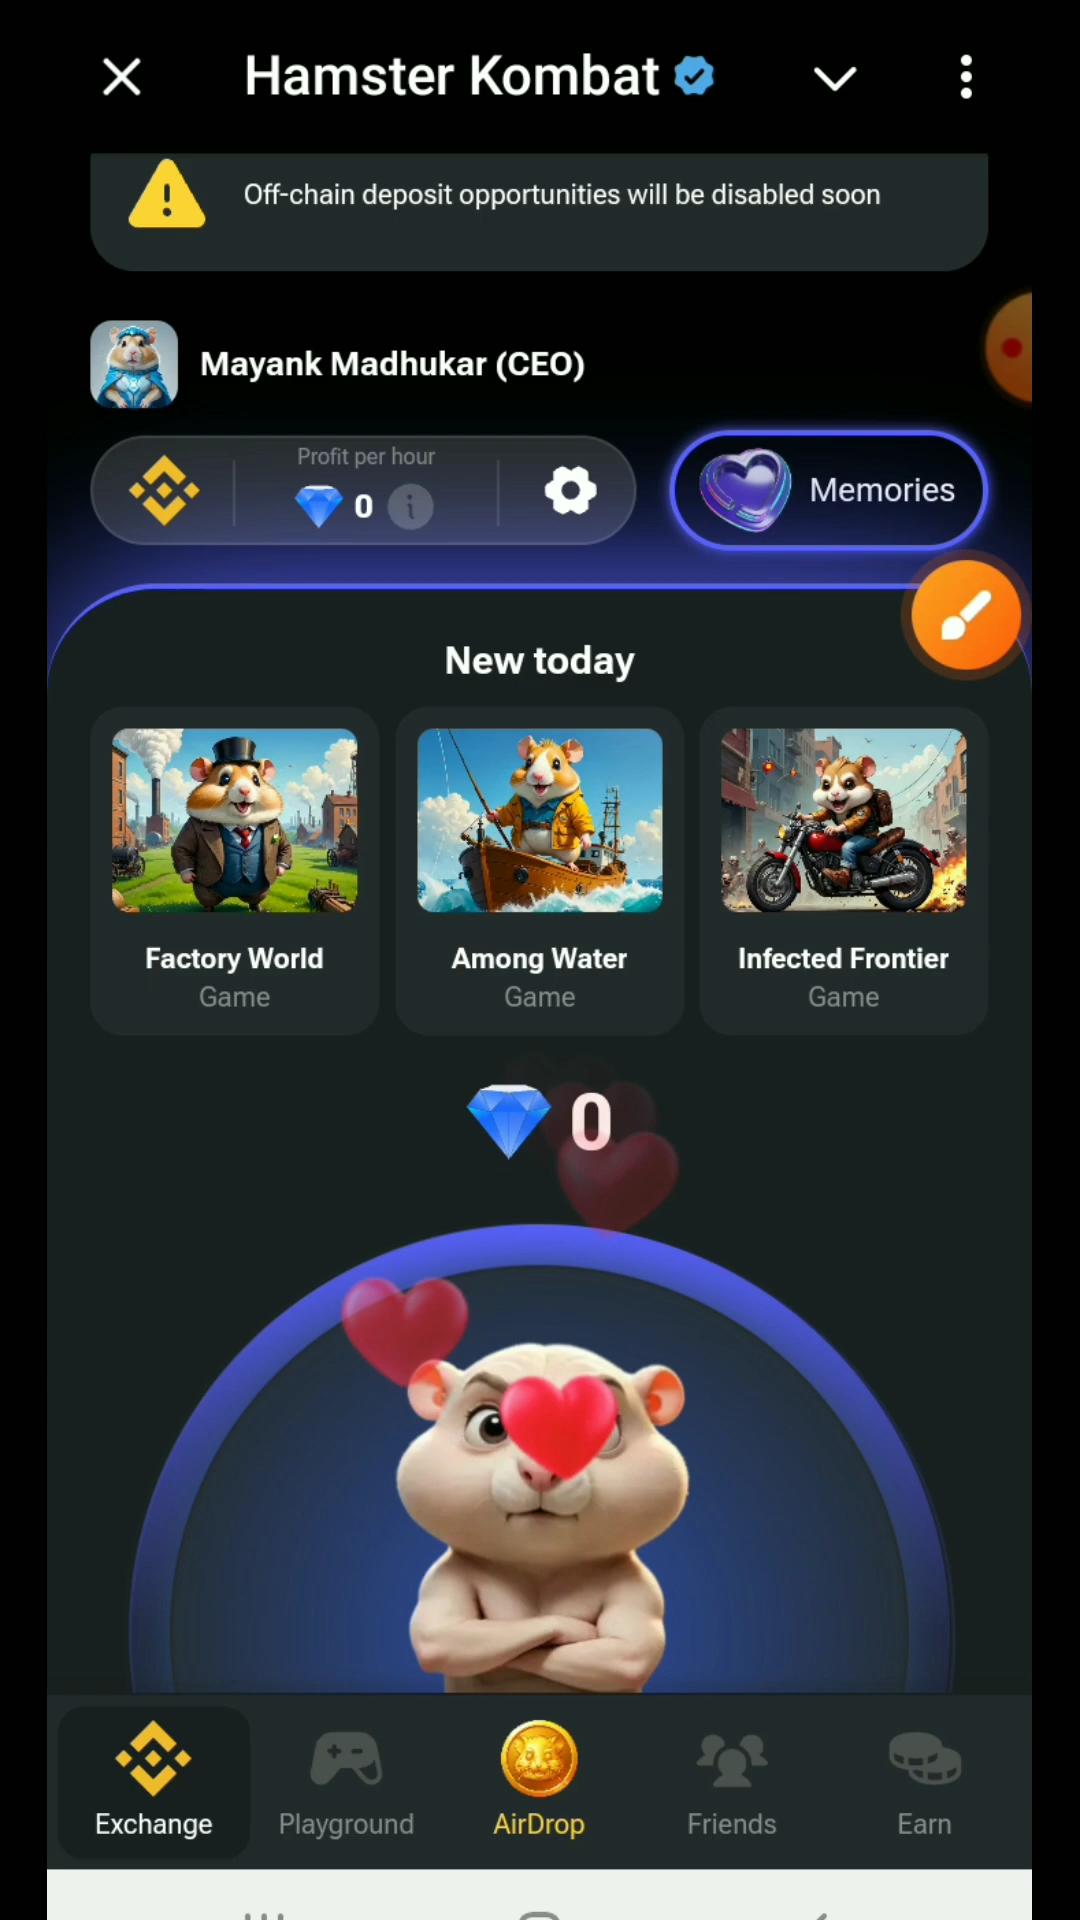 Hamster Kombat
Off-chain deposit opportunities will be disabled soon
Mayank Madhukar (CEO)
Profit per hour
0
Memories
New today
Factory World
Game
Among Water
Game
Infected Frontier
Game
0
Exchange
Playground
AirDrop
Friends
Earn